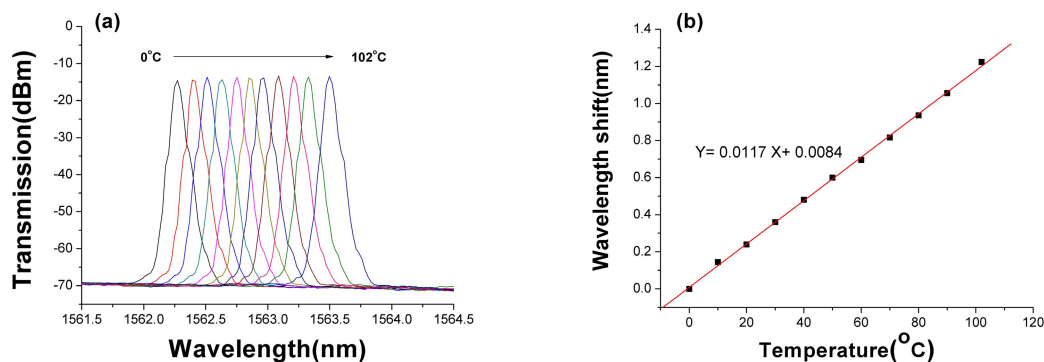 (a)
0°C
102°C
0
-10
-20
-30
-40
-50
-60
-70
Transmission(dBm)
1561.5 1562.0 1562.5 1563.0 1563.5 1564.0 1564.5
Wavelength(nm)
(b)
1.4
1.2
1.0
0.8
0.6
0.4
0.2
0.0
Wavelength shift(nm)
Y= 0.0117 X+ 0.0084
0 20 40 60 80 100 120
Temperature(°C)